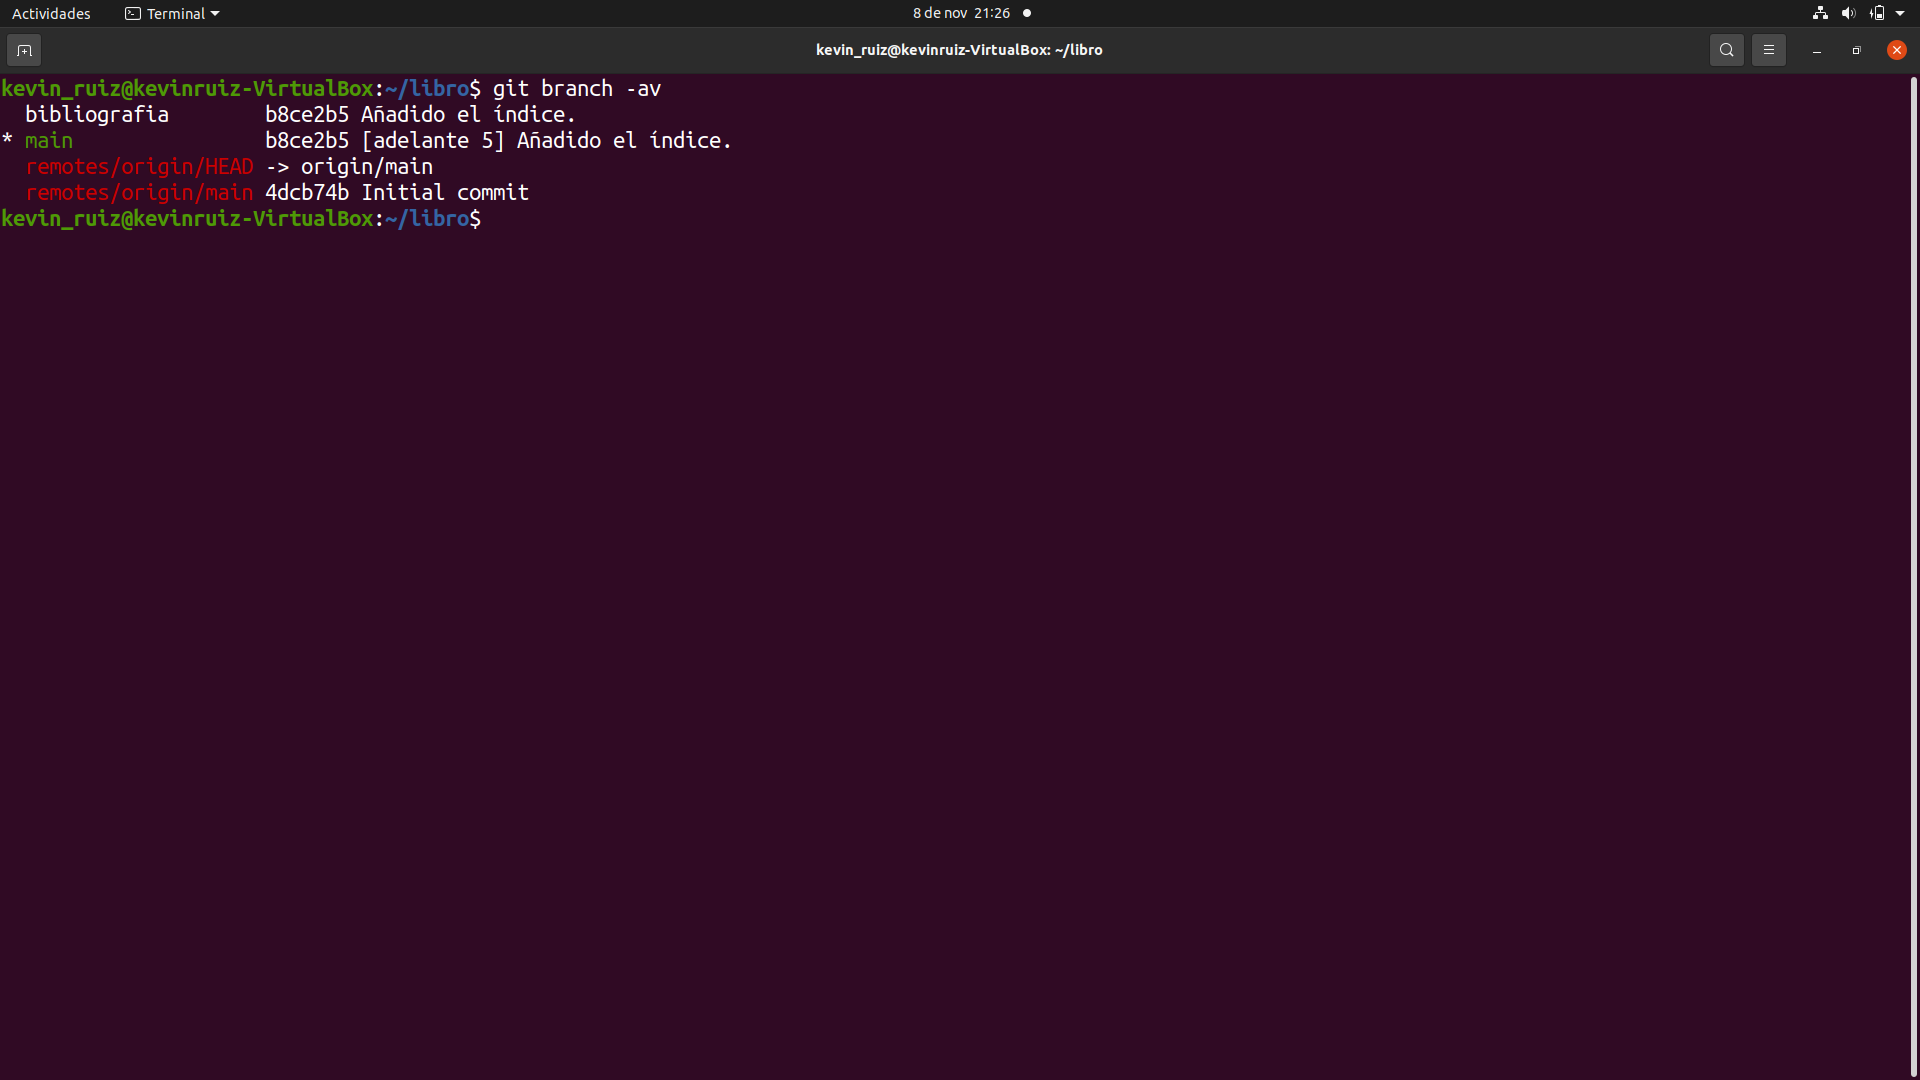 Actividades Terminal 8 de nov 21:26
kevin_ruiz@kevinruiz-VirtualBox: ~/libro
kevin_ruiz@kevinruiz-VirtualBox:~/libro$ git branch -av
  bibliografia        b8ce2b5 Añadido el índice.
* main                b8ce2b5 [adelante 5] Añadido el índice.
  remotes/origin/HEAD -> origin/main
  remotes/origin/main 4dcb74b Initial commit
kevin_ruiz@kevinruiz-VirtualBox:~/libro$